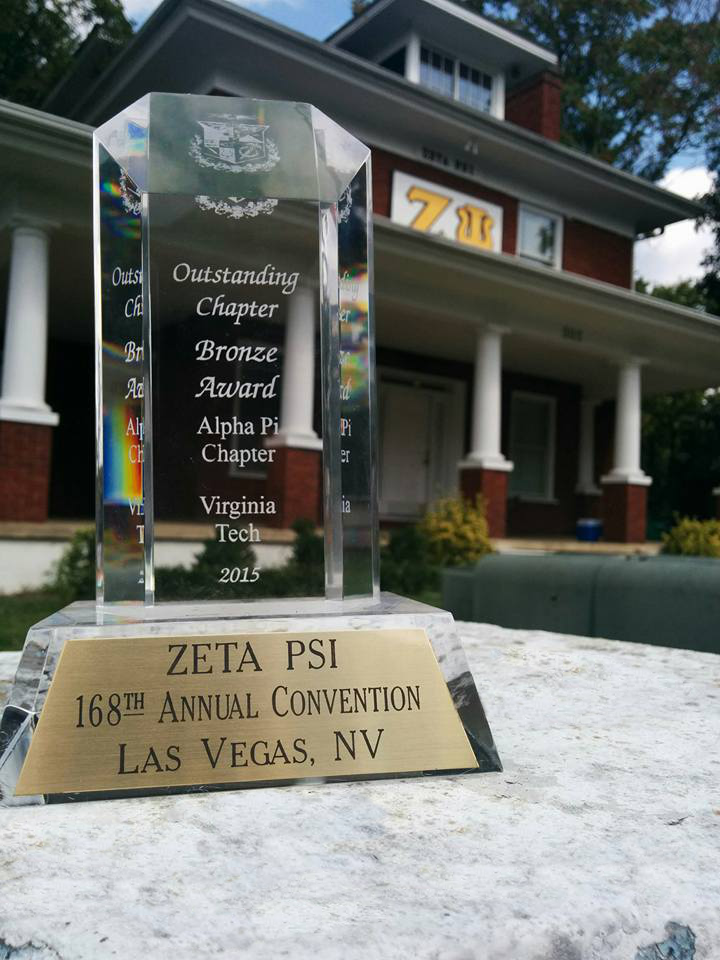 Outstanding
Chapter
Bronze
Award
Alpha Pi
Chapter
Virginia
Tech
2015
ZETA PSI
168TH ANNUAL CONVENTION
LAS VEGAS, NV
ΖΨ
ZETA PSI